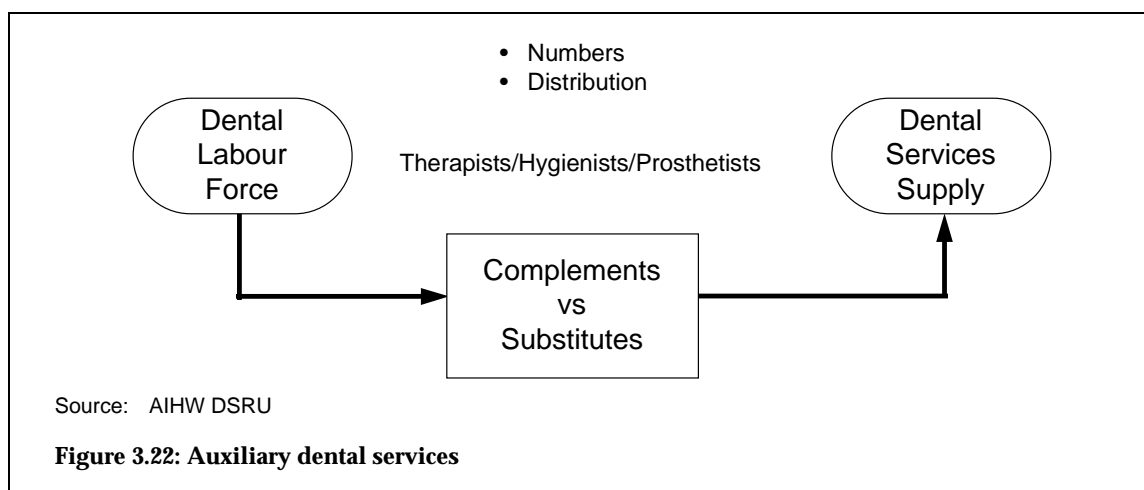 • Numbers
• Distribution
Dental
Labour
Force
Therapists/Hygienists/Prosthetists
Dental
Services
Supply
Complements
vs
Substitutes
Source: AIHW DSRU
Figure 3.22: Auxiliary dental services